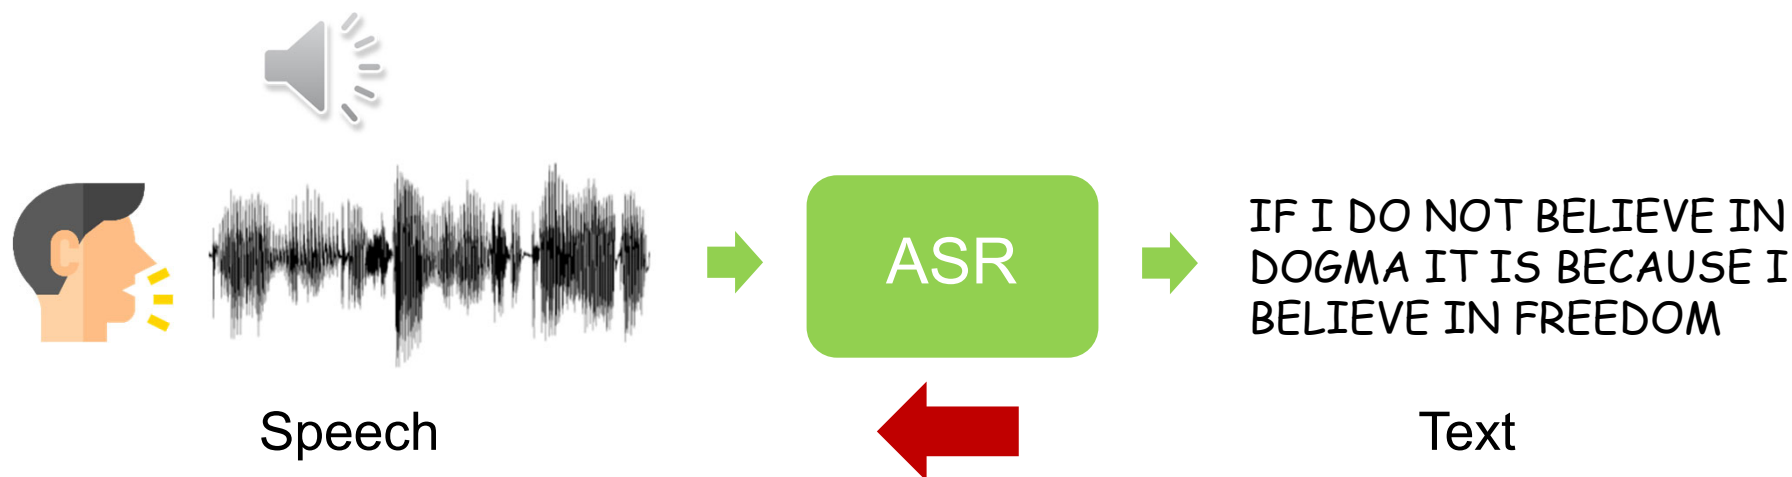 ASR
IF I DO NOT BELIEVE IN
DOGMA IT IS BECAUSE I
BELIEVE IN FREEDOM
Speech
Text